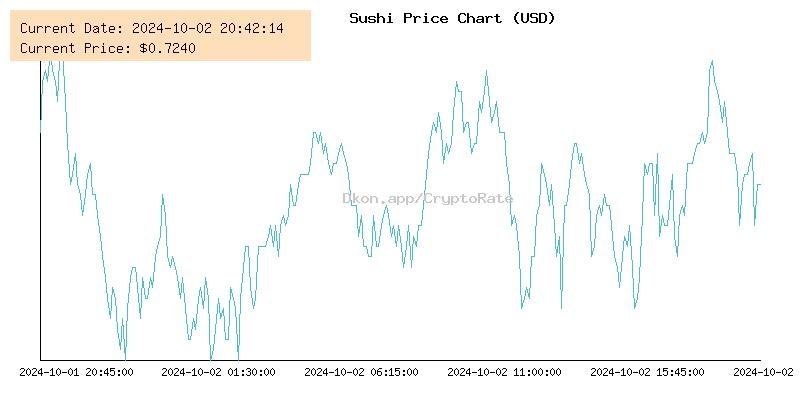 Sushi Price Chart (USD)
Current Date: 2024-10-02 20:42:14
Current Price: $0.7240
Dkon.app/CryptoRate
2024-10-01 20:45:00 2024-10-02 01:30:00 2024-10-02 06:15:00 2024-10-02 11:00:00 2024-10-02 15:45:00 2024-10-02